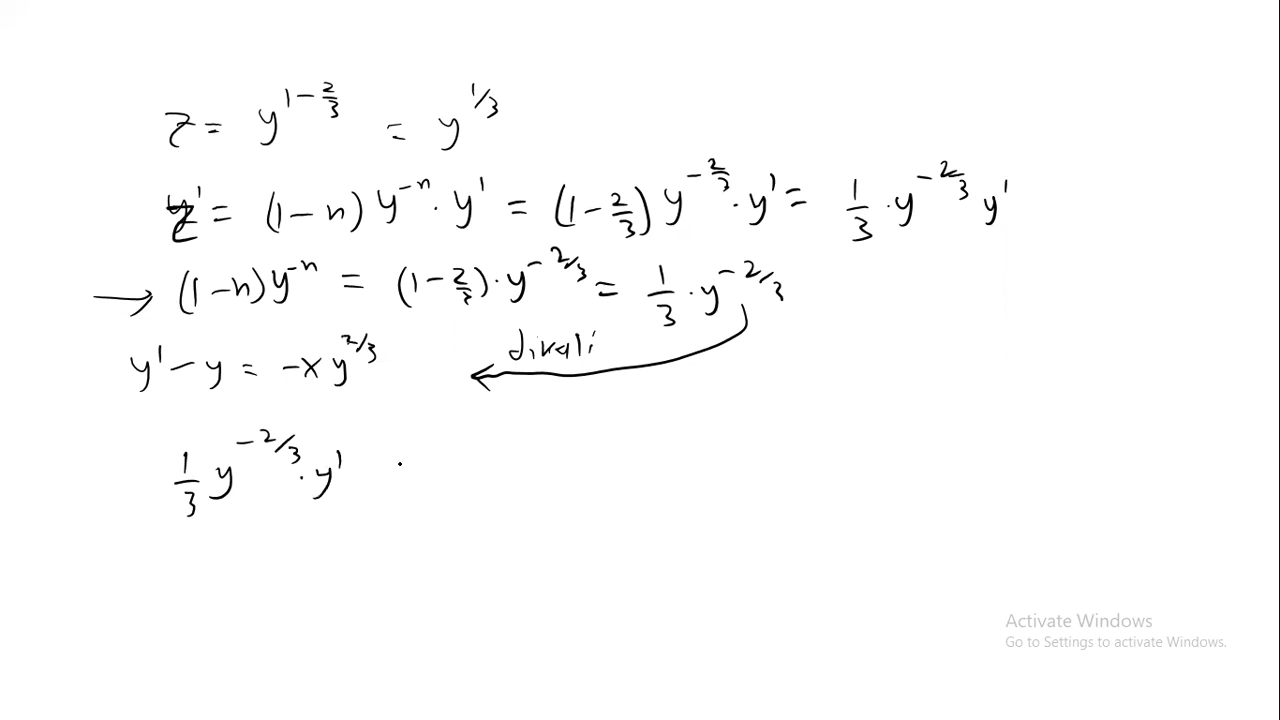 z = y^{1-2/3} = y^{1/3}
z' = (1-n) y^{-n} · y' = (1-2/3) y^{-2/3} · y' = 1/3 · y^{-2/3} y'
→ (1-n)y^{-n} = (1-2/3) · y^{-2/3} = 1/3 · y^{-2/3}
dikali
y' - y = -xy^{2/3}
1/3 y^{-2/3} · y'
Activate Windows
Go to Settings to activate Windows.